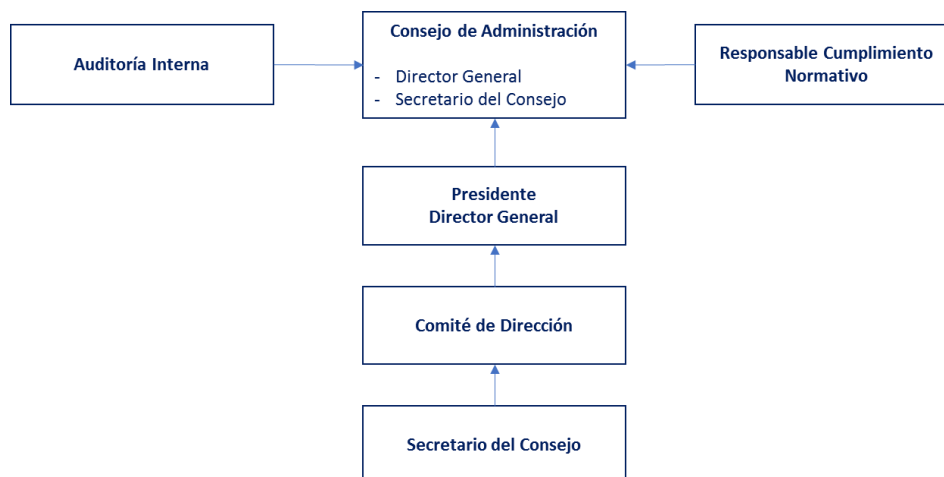 Auditoría Interna
Consejo de Administración
- Director General
- Secretario del Consejo
Responsable Cumplimiento
Normativo
Presidente
Director General
Comité de Dirección
Secretario del Consejo